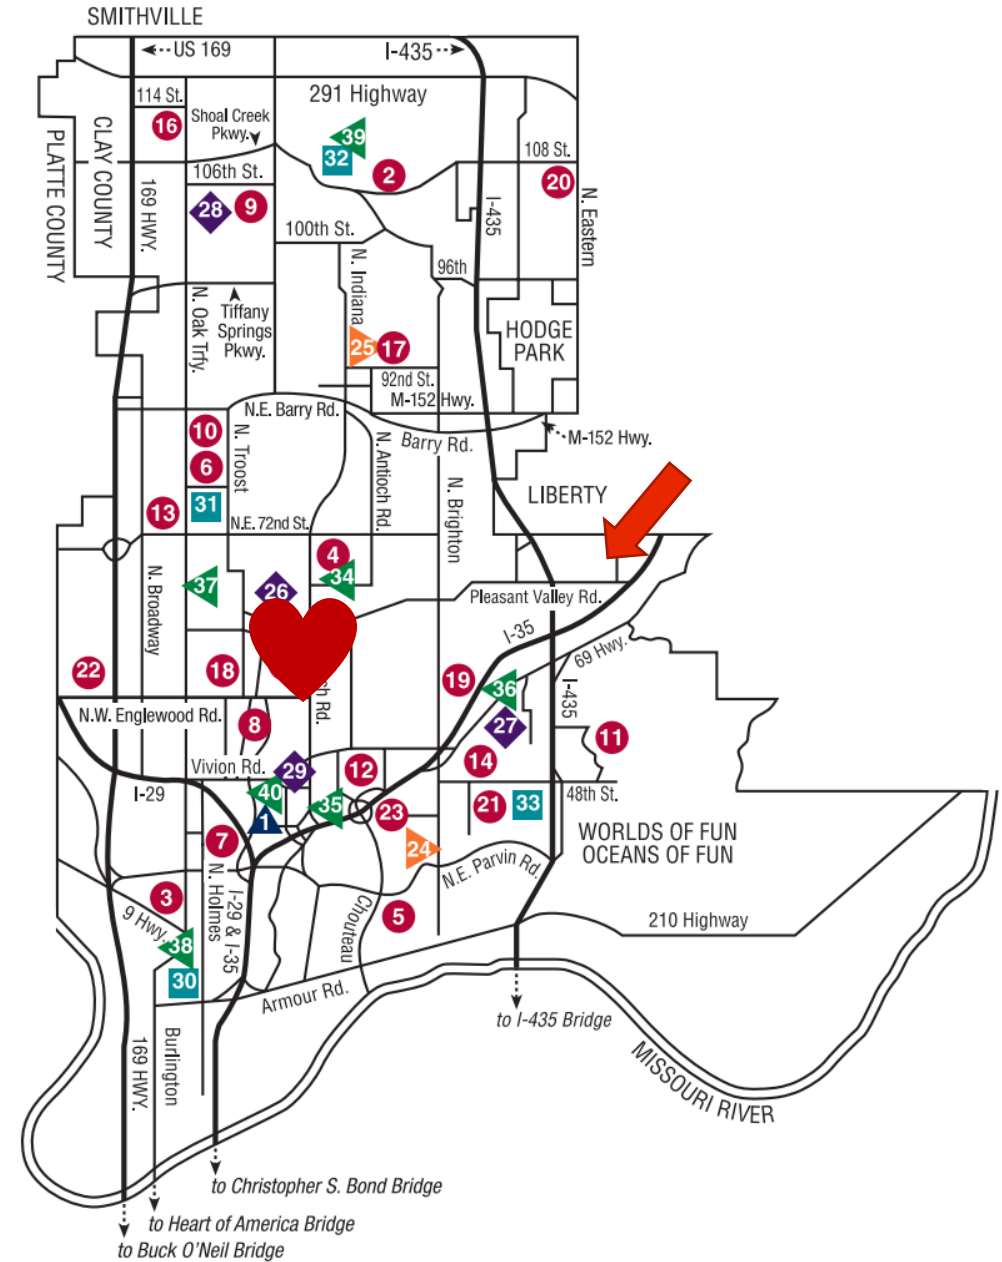 SMITHVILLE
US 169
I-435
114 St.
291 Highway
Shoal Creek
Pkwy.
16
39
32
CLAY COUNTY
PLATTE COUNTY
108 St.
106th St.
2
20
169 HWY.
28
9
I-435
N. Eastern
100th St.
N. Indiana
96th
N. Oak Trfy.
Tiffany
Springs
Pkwy.
HODGE
PARK
25
17
92nd St.
M-152 Hwy.
N.E. Barry Rd.
Barry Rd.
M-152 Hwy.
10
6
N. Troost
N. Antioch Rd.
N. Brighton
31
LIBERTY
13
N.E. 72nd St.
4
34
37
26
N. Broadway
Pleasant Valley Rd.
I-35
69 Hwy.
22
18
19
36
I-435
ch Rd.
N.W. Englewood Rd.
8
27
11
Vivion Rd.
29
12
14
I-29
40
35
21
33
48th St.
1
23
7
24
WORLDS OF FUN
OCEANS OF FUN
N.E. Parvin Rd.
3
N. Holmes
I-29 & I-35
Chouteau
5
9 Hwy.
210 Highway
38
30
Armour Rd.
to I-435 Bridge
169 HWY.
Burlington
MISSOURI RIVER
to Christopher S. Bond Bridge
to Heart of America Bridge
to Buck O'Neil Bridge